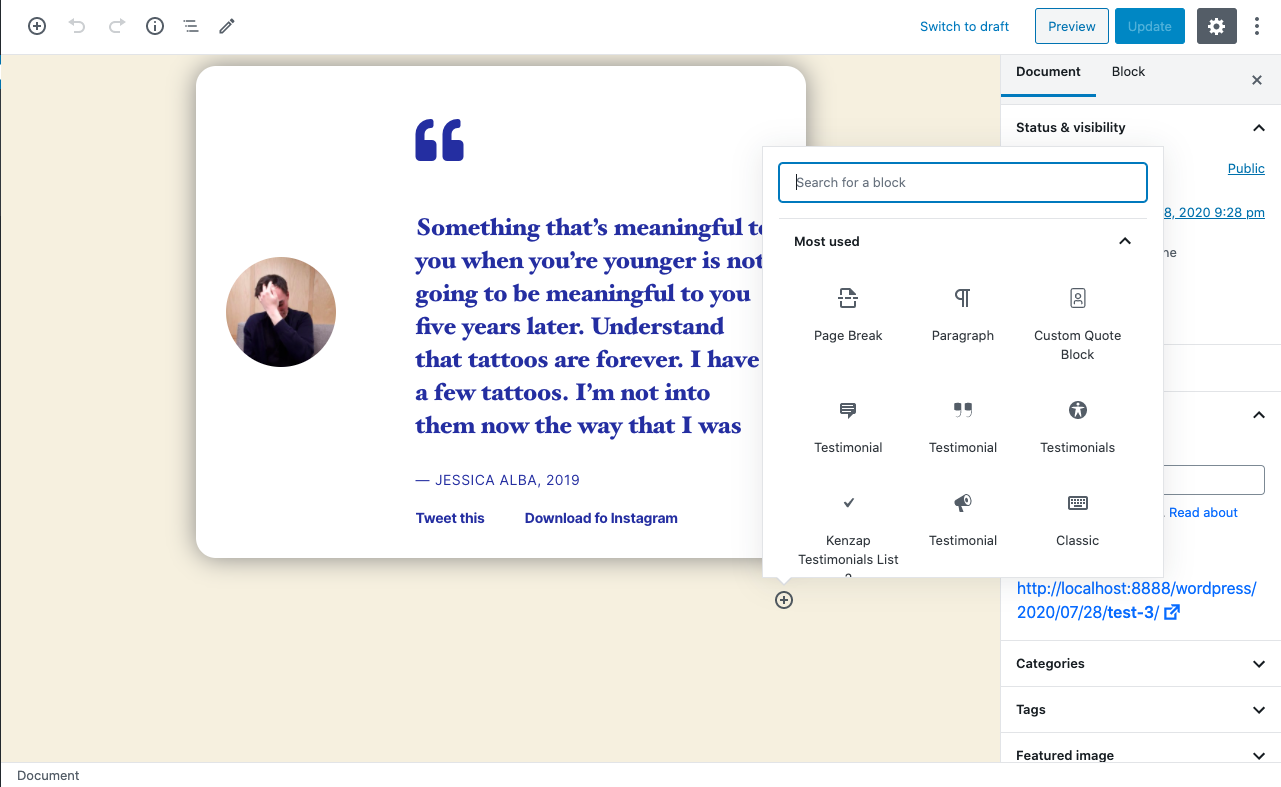 Switch to draft
Preview
Update
Document
Block
Status & visibility
Public
8, 2020 9:28 pm
Search for a block
Most used
Page Break
Paragraph
Custom Quote
Block
Testimonial
Testimonial
Testimonials
Kenzap
Testimonials List
Testimonial
Classic
“
Something that’s meaningful to
you when you’re younger is not
going to be meaningful to you
five years later. Understand
that tattoos are forever. I have
a few tattoos. I’m not into
them now the way that I was
— JESSICA ALBA, 2019
Tweet this
Download fo Instagram
. Read about
http://localhost:8888/wordpress/
2020/07/28/test-3/
Categories
Tags
Featured image
Document